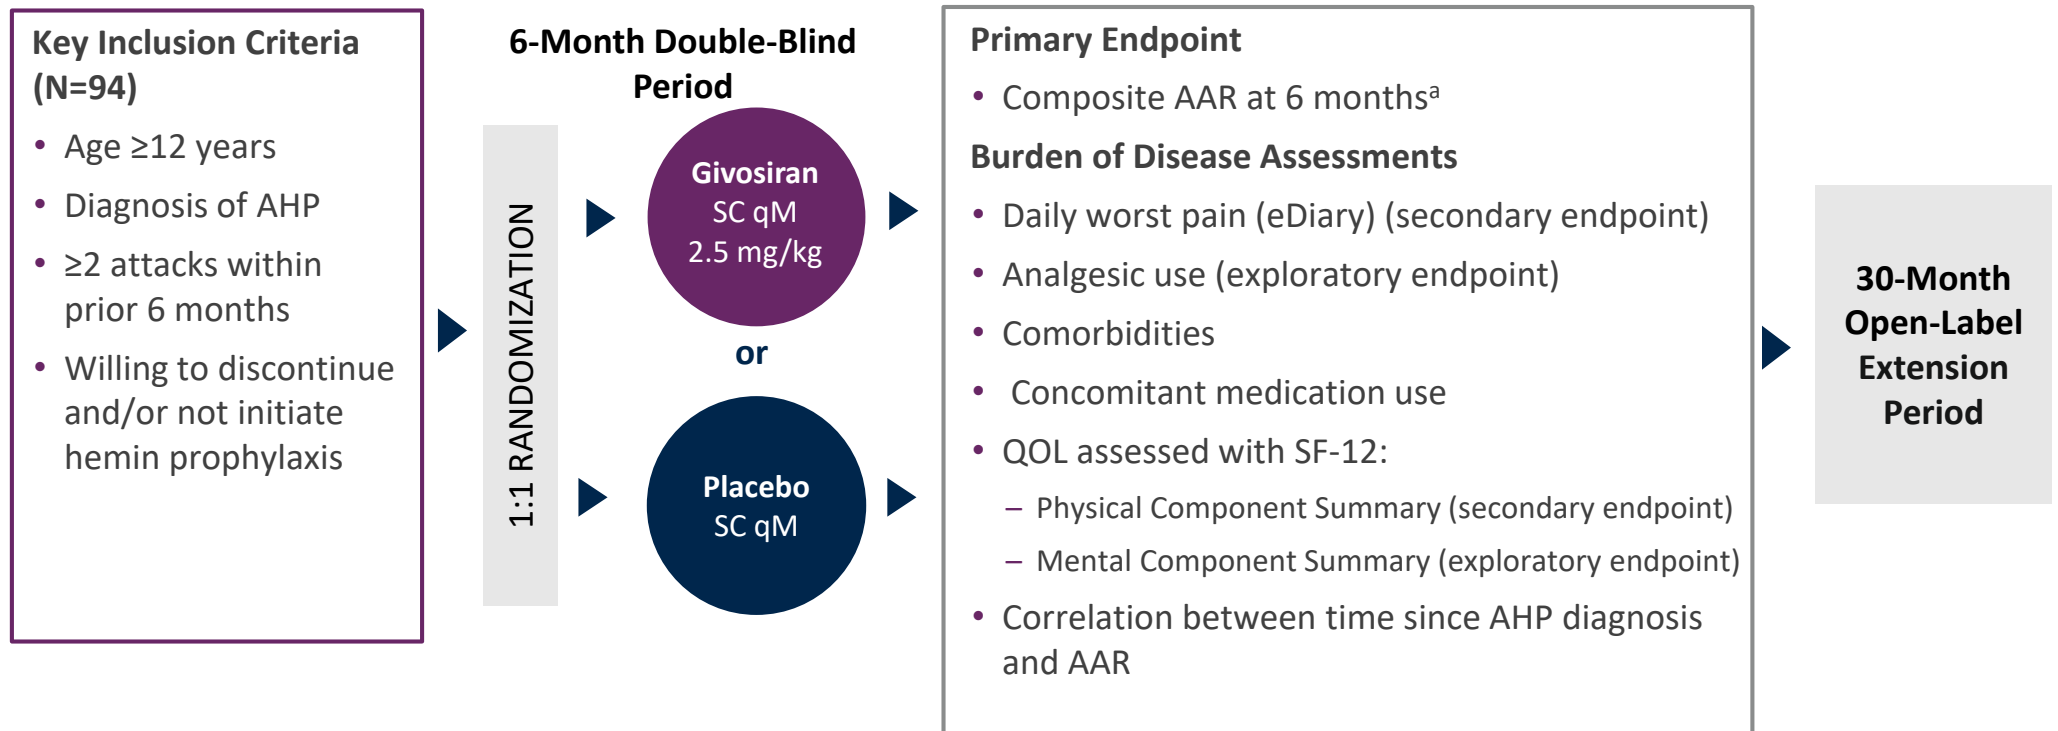 Key Inclusion Criteria
(N=94)
• Age ≥12 years
• Diagnosis of AHP
• ≥2 attacks within
prior 6 months
• Willing to discontinue
and/or not initiate
hemin prophylaxis
6-Month Double-Blind
Period
1:1 RANDOMIZATION
Givosiran
SC qM
2.5 mg/kg
or
Placebo
SC qM
Primary Endpoint
• Composite AAR at 6 monthsᵃ
Burden of Disease Assessments
• Daily worst pain (eDiary) (secondary endpoint)
• Analgesic use (exploratory endpoint)
• Comorbidities
• Concomitant medication use
• QOL assessed with SF-12:
– Physical Component Summary (secondary endpoint)
– Mental Component Summary (exploratory endpoint)
• Correlation between time since AHP diagnosis
and AAR
30-Month
Open-Label
Extension
Period